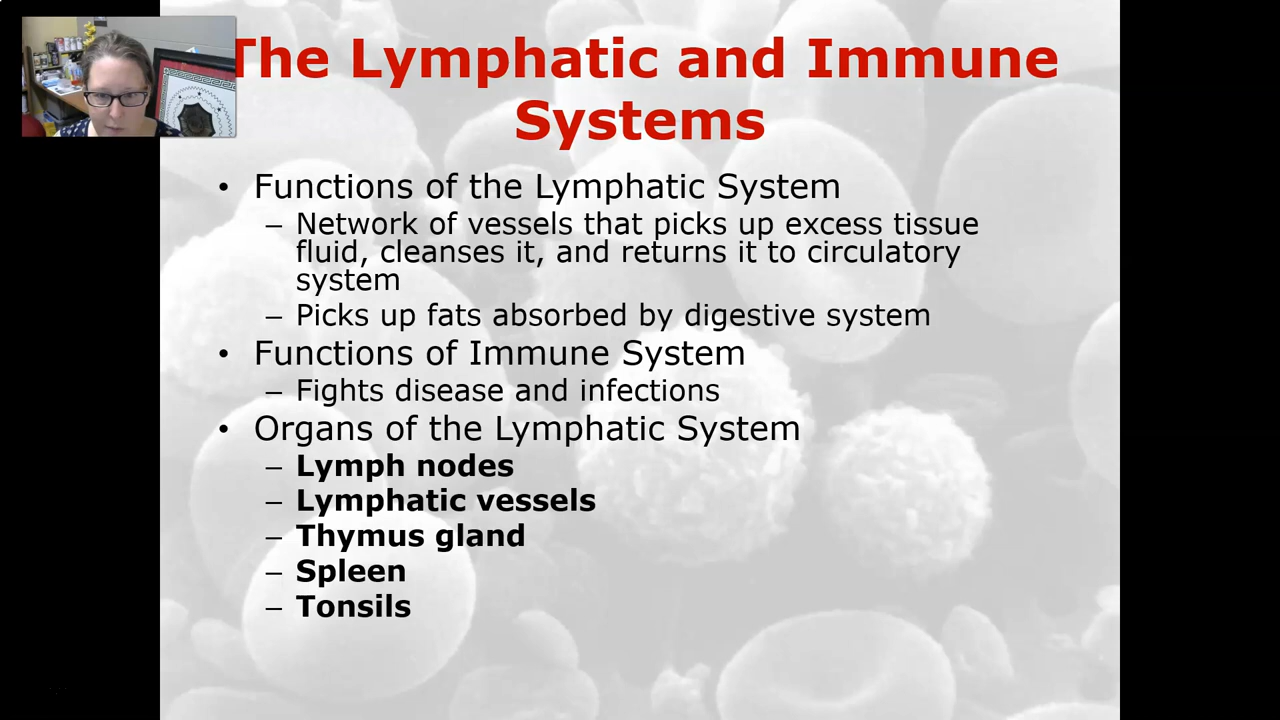 The Lymphatic and Immune
Systems
• Functions of the Lymphatic System
– Network of vessels that picks up excess tissue
fluid, cleanses it, and returns it to circulatory
system
– Picks up fats absorbed by digestive system
• Functions of Immune System
– Fights disease and infections
• Organs of the Lymphatic System
– Lymph nodes
– Lymphatic vessels
– Thymus gland
– Spleen
– Tonsils